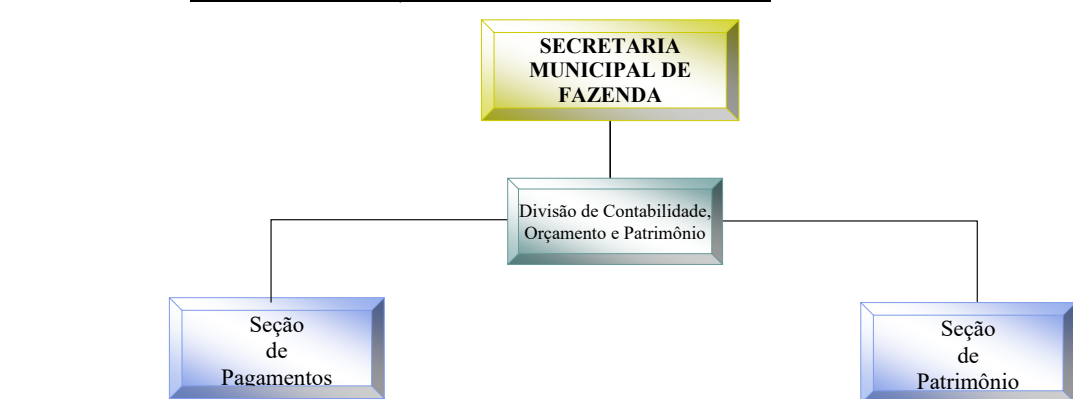 SECRETARIA
MUNICIPAL DE
FAZENDA
Divisão de Contabilidade,
Orçamento e Patrimônio
Seção
de
Pagamentos
Seção
de
Patrimônio